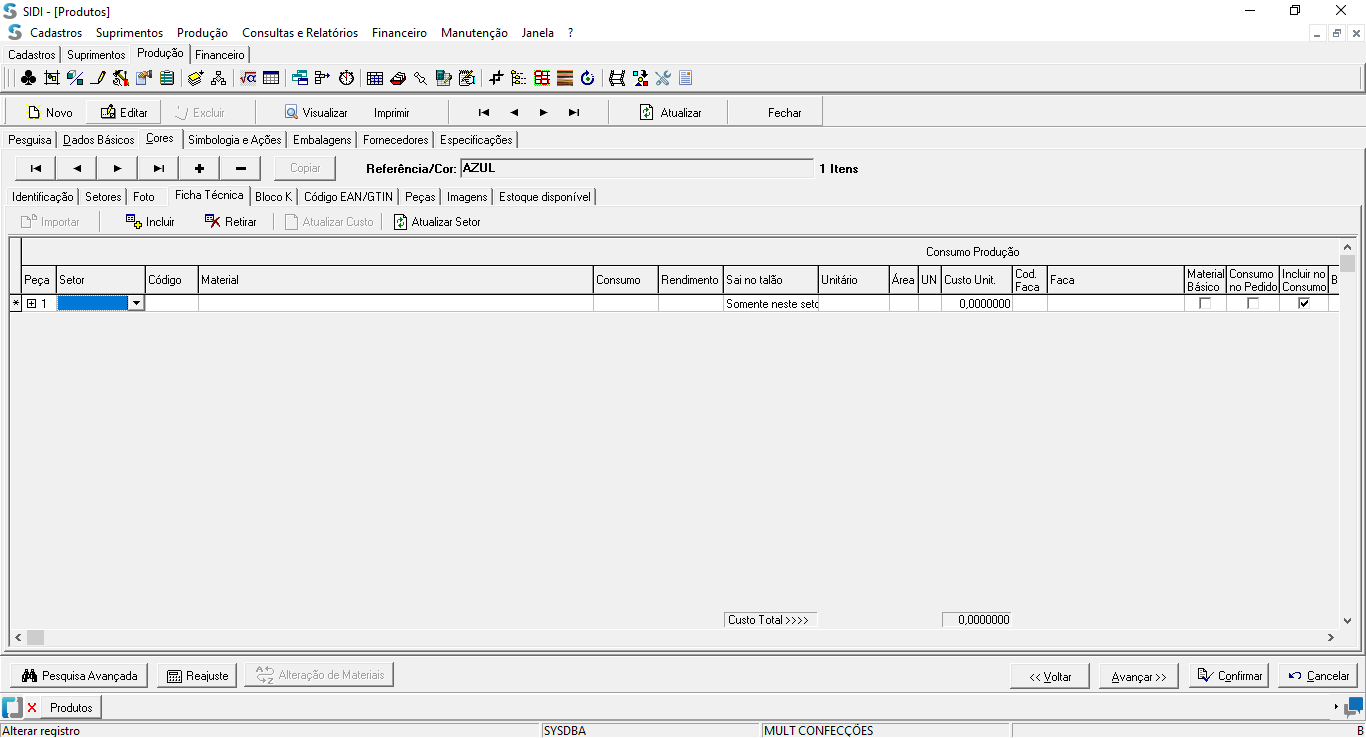 SIDI - [Produtos]
Cadastros Suprimentos Produção Consultas e Relatórios Financeiro Manutenção Janela ?
Cadastros Suprimentos Produção Financeiro
Novo Editar Excluir Visualizar Imprimir Atualizar Fechar
Pesquisa Dados Básicos Cores Simbologia e Ações Embalagens Fornecedores Especificações
Copiar Referência/Cor: AZUL 1 Itens
Identificação Setores Foto Ficha Técnica Bloco K Código EAN/GTIN Peças Imagens Estoque disponível
Importar Incluir Retirar Atualizar Custo Atualizar Setor
Consumo Produção
Peça Setor Código Material Consumo Rendimento Sai no talão Unitário Área UN Custo Unit. Cod. Faca Faca Material Básico Consumo no Pedido Incluir no Consumo B
* 1 Somente neste seto 0,0000000
Custo Total >>>> 0,0000000
Pesquisa Avançada Reajuste Alteração de Materiais << Voltar Avançar >> Confirmar Cancelar
Produtos
Alterar registro SYSDBA MULT CONFECÇÕES B